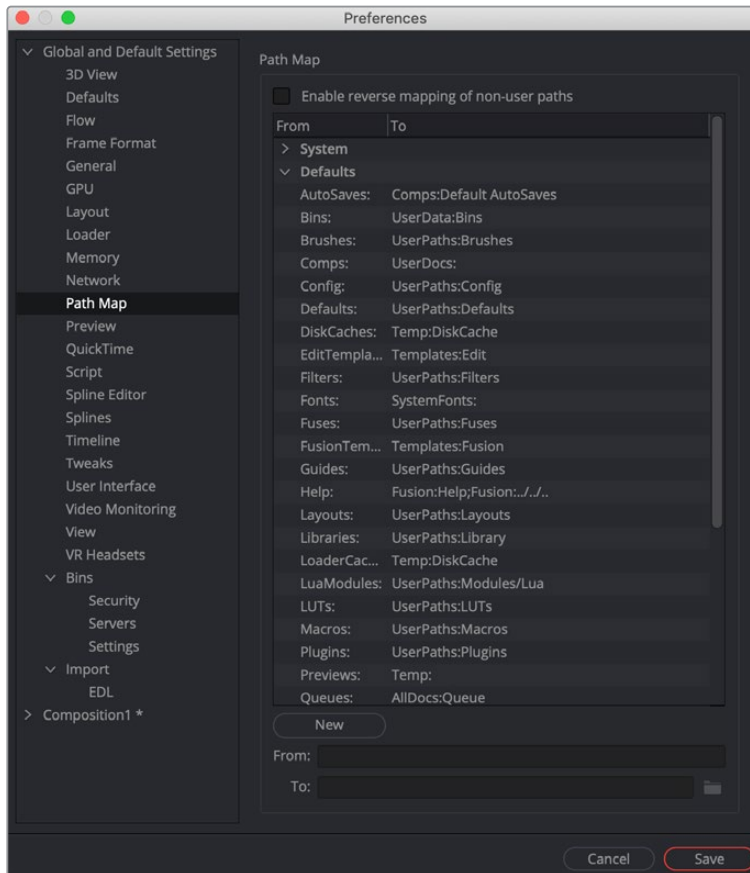 Preferences
Global and Default Settings
3D View
Defaults
Flow
Frame Format
General
GPU
Layout
Loader
Memory
Network
Path Map
Preview
QuickTime
Script
Spline Editor
Splines
Timeline
Tweaks
User Interface
Video Monitoring
View
VR Headsets
Bins
Security
Servers
Settings
Import
EDL
Composition1 *
Path Map
Enable reverse mapping of non-user paths
From To
System
Defaults
AutoSaves: Comps:Default AutoSaves
Bins: UserData:Bins
Brushes: UserPaths:Brushes
Comps: UserDocs:
Config: UserPaths:Config
Defaults: UserPaths:Defaults
DiskCaches: Temp:DiskCache
EditTempla... Templates:Edit
Filters: UserPaths:Filters
Fonts: SystemFonts:
Fuses: UserPaths:Fuses
FusionTem... Templates:Fusion
Guides: UserPaths:Guides
Help: Fusion:Help;Fusion:../../..
Layouts: UserPaths:Layouts
Libraries: UserPaths:Library
LoaderCac... Temp:DiskCache
LuaModules: UserPaths:Modules/Lua
LUTs: UserPaths:LUTs
Macros: UserPaths:Macros
Plugins: UserPaths:Plugins
Previews: Temp:
Queues: AllDocs:Queue
New
From:
To:
Cancel Save